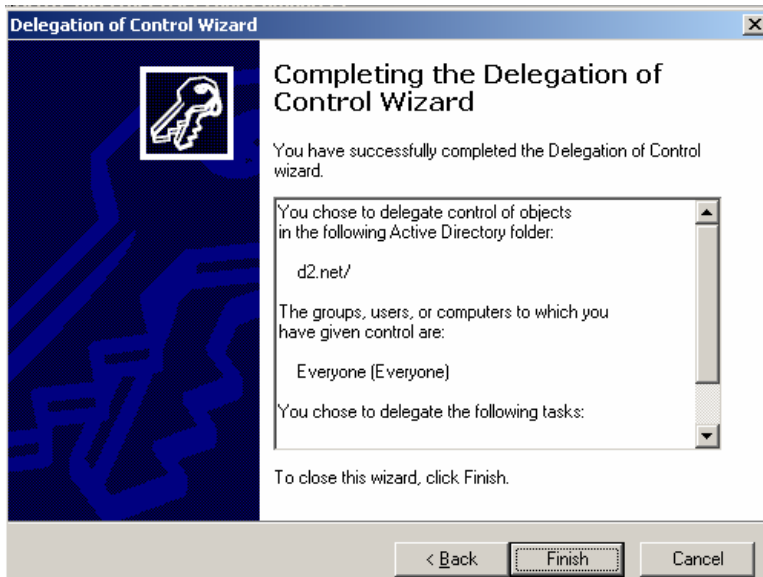 Delegation of Control Wizard
Completing the Delegation of
Control Wizard
You have successfully completed the Delegation of Control
wizard.
You chose to delegate control of objects
in the following Active Directory folder:
d2.net/
The groups, users, or computers to which you
have given control are:
Everyone (Everyone)
You chose to delegate the following tasks:
To close this wizard, click Finish.
< Back
Finish
Cancel